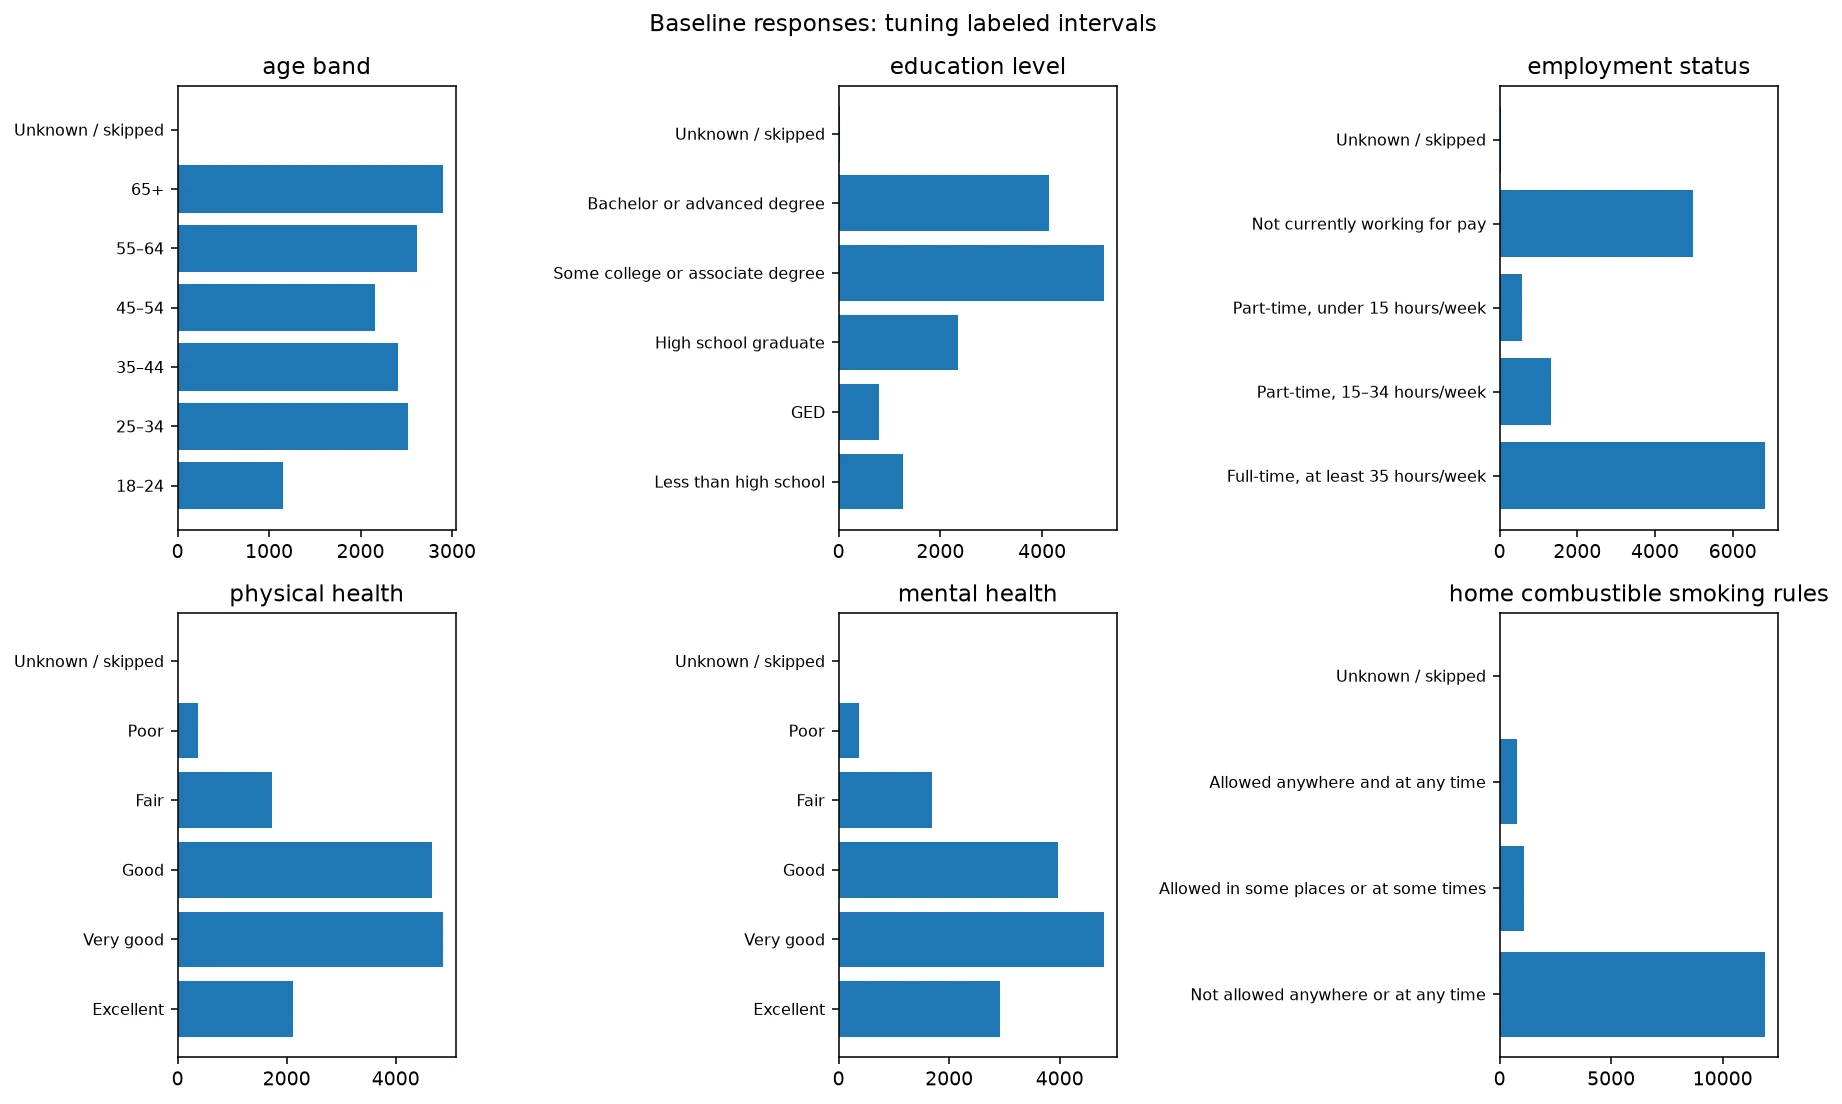 Baseline responses: tuning labeled intervals
age band
Unknown / skipped
65+
55–64
45–54
35–44
25–34
18–24
0 1000 2000 3000
education level
Unknown / skipped
Bachelor or advanced degree
Some college or associate degree
High school graduate
GED
Less than high school
0 2000 4000
employment status
Unknown / skipped
Not currently working for pay
Part-time, under 15 hours/week
Part-time, 15–34 hours/week
Full-time, at least 35 hours/week
0 2000 4000 6000
physical health
Unknown / skipped
Poor
Fair
Good
Very good
Excellent
0 2000 4000
mental health
Unknown / skipped
Poor
Fair
Good
Very good
Excellent
0 2000 4000
home combustible smoking rules
Unknown / skipped
Allowed anywhere and at any time
Allowed in some places or at some times
Not allowed anywhere or at any time
0 5000 10000